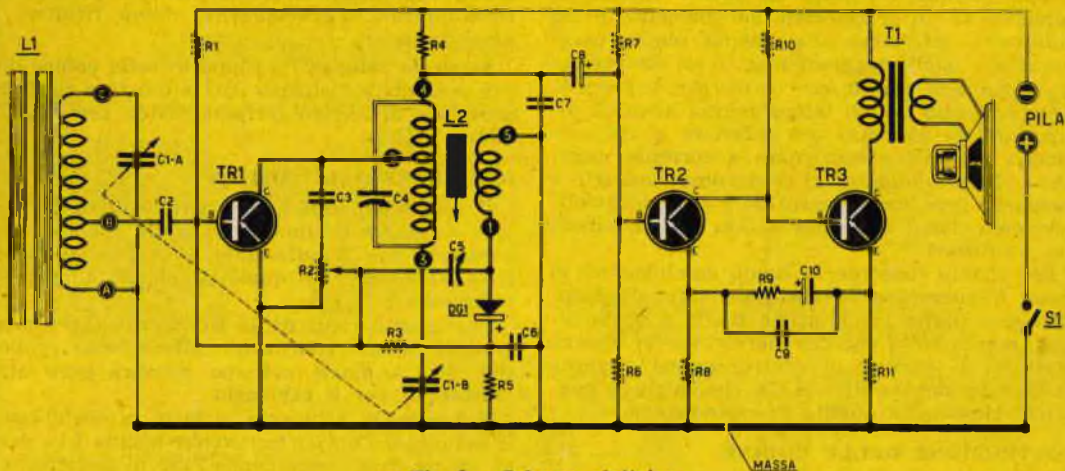 L1
R1
R4
R7
R10
T1
C
C8
+
4
C7
PILA
L2
5
C1-A
TR1
TR2
TR3
C3
C4
C2
B
B
B
C
C
C
E
E
R2
C5
1
3
DG1
+
R9
C10
+
S1
A
R3
C6
C9
C1-B
R5
R6
R8
R11
MASSA